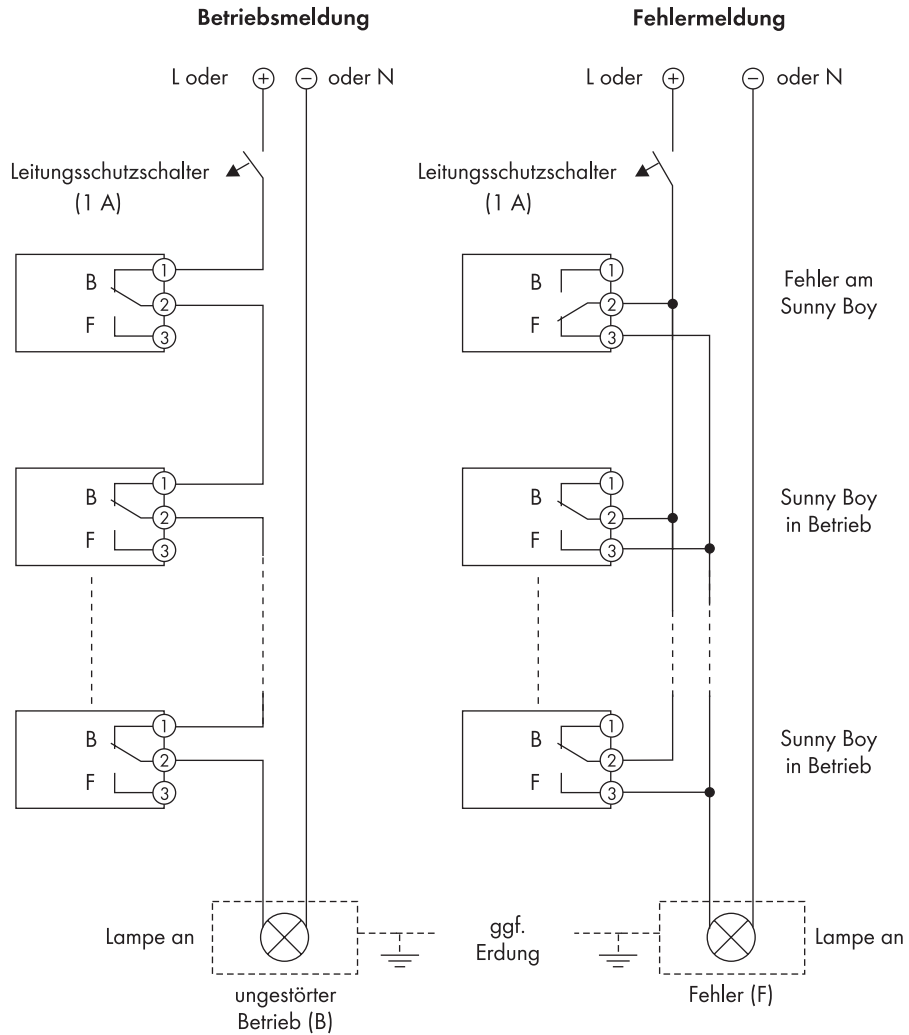 Betriebsmeldung
Fehlermeldung
L oder + − oder N
L oder + − oder N
Leitungsschutzschalter
(1 A)
Leitungsschutzschalter
(1 A)
B
F
1
2
3
B
F
1
2
3
Fehler am
Sunny Boy
B
F
1
2
3
B
F
1
2
3
Sunny Boy
in Betrieb
B
F
1
2
3
B
F
1
2
3
Sunny Boy
in Betrieb
Lampe an
ungestörter
Betrieb (B)
ggf.
Erdung
Lampe an
Fehler (F)